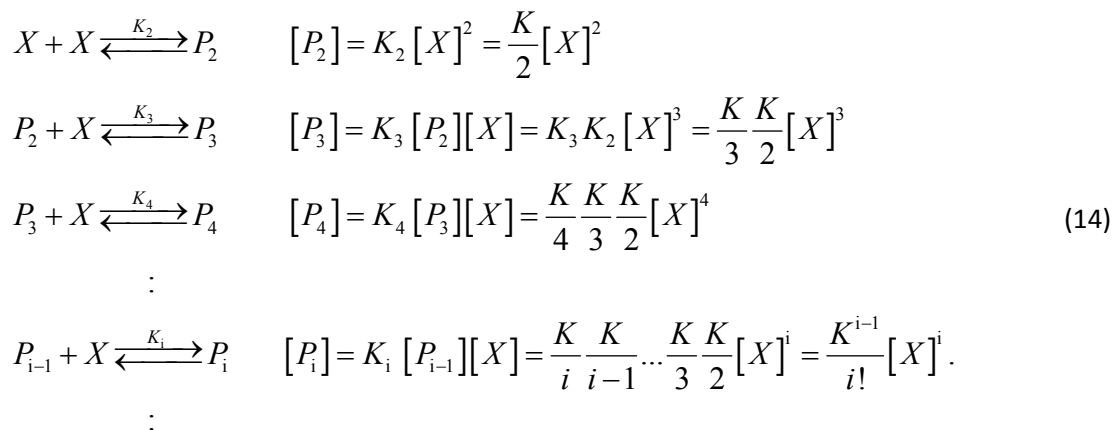 X + X ⇌ P₂ (K₂) [P₂] = K₂ [X]² = K/2 [X]²
P₂ + X ⇌ P₃ (K₃) [P₃] = K₃ [P₂][X] = K₃ K₂ [X]³ = K/3 K/2 [X]³
P₃ + X ⇌ P₄ (K₄) [P₄] = K₄ [P₃][X] = K/4 K/3 K/2 [X]⁴ (14)
:
Pᵢ₋₁ + X ⇌ Pᵢ (Kᵢ) [Pᵢ] = Kᵢ [Pᵢ₋₁][X] = K/i K/(i−1) ... K/3 K/2 [X]ⁱ = Kⁱ⁻¹/i! [X]ⁱ .
: